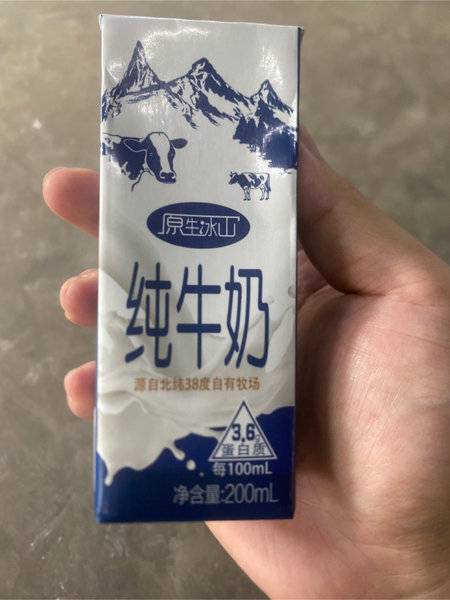 原生冰山
纯牛奶
源自北纬38度自有牧场
3.6g
蛋白质
每100mL
净含量:200mL